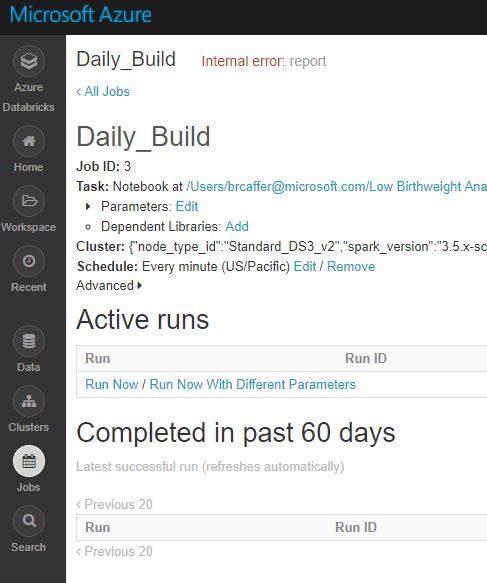 Microsoft Azure
Daily_Build Internal error: report
‹ All Jobs
Azure Databricks
Home
Workspace
Recent
Data
Clusters
Jobs
Search
Daily_Build
Job ID: 3
Task: Notebook at /Users/brcaffer@microsoft.com/Low Birthweight Ana
Parameters: Edit
Dependent Libraries: Add
Cluster: {"node_type_id":"Standard_DS3_v2","spark_version":"3.5.x-sc
Schedule: Every minute (US/Pacific) Edit / Remove
Advanced
Active runs
Run Run ID
Run Now / Run Now With Different Parameters
Completed in past 60 days
Latest successful run (refreshes automatically)
‹ Previous 20
Run Run ID
‹ Previous 20